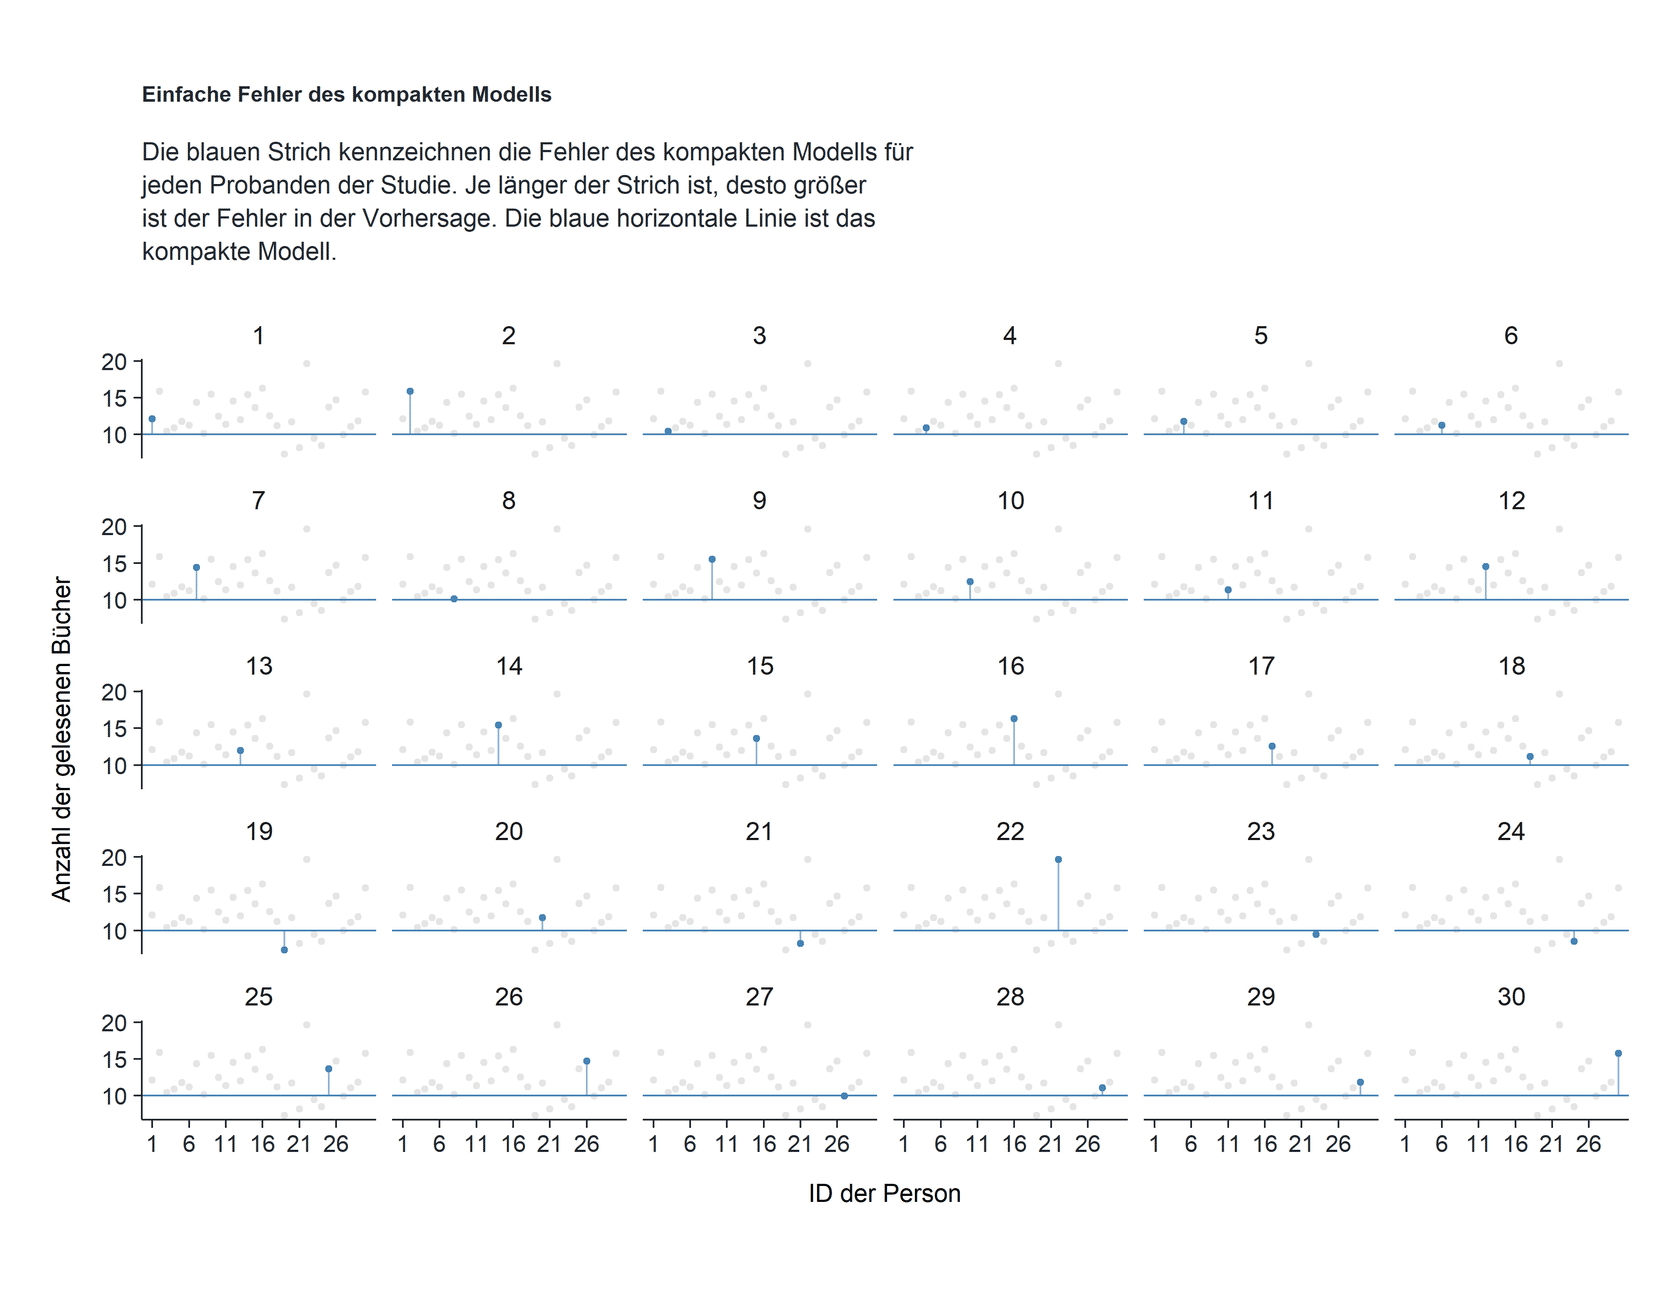 Einfache Fehler des kompakten Modells
Die blauen Strich kennzeichnen die Fehler des kompakten Modells für
jeden Probanden der Studie. Je länger der Strich ist, desto größer
ist der Fehler in der Vorhersage. Die blaue horizontale Linie ist das
kompakte Modell.
1 2 3 4 5 6
20
15
10
7 8 9 10 11 12
20
15
10
13 14 15 16 17 18
20
15
10
19 20 21 22 23 24
20
15
10
25 26 27 28 29 30
20
15
10
1 6 11 16 21 26 1 6 11 16 21 26 1 6 11 16 21 26 1 6 11 16 21 26 1 6 11 16 21 26 1 6 11 16 21 26
ID der Person
Anzahl der gelesenen Bücher